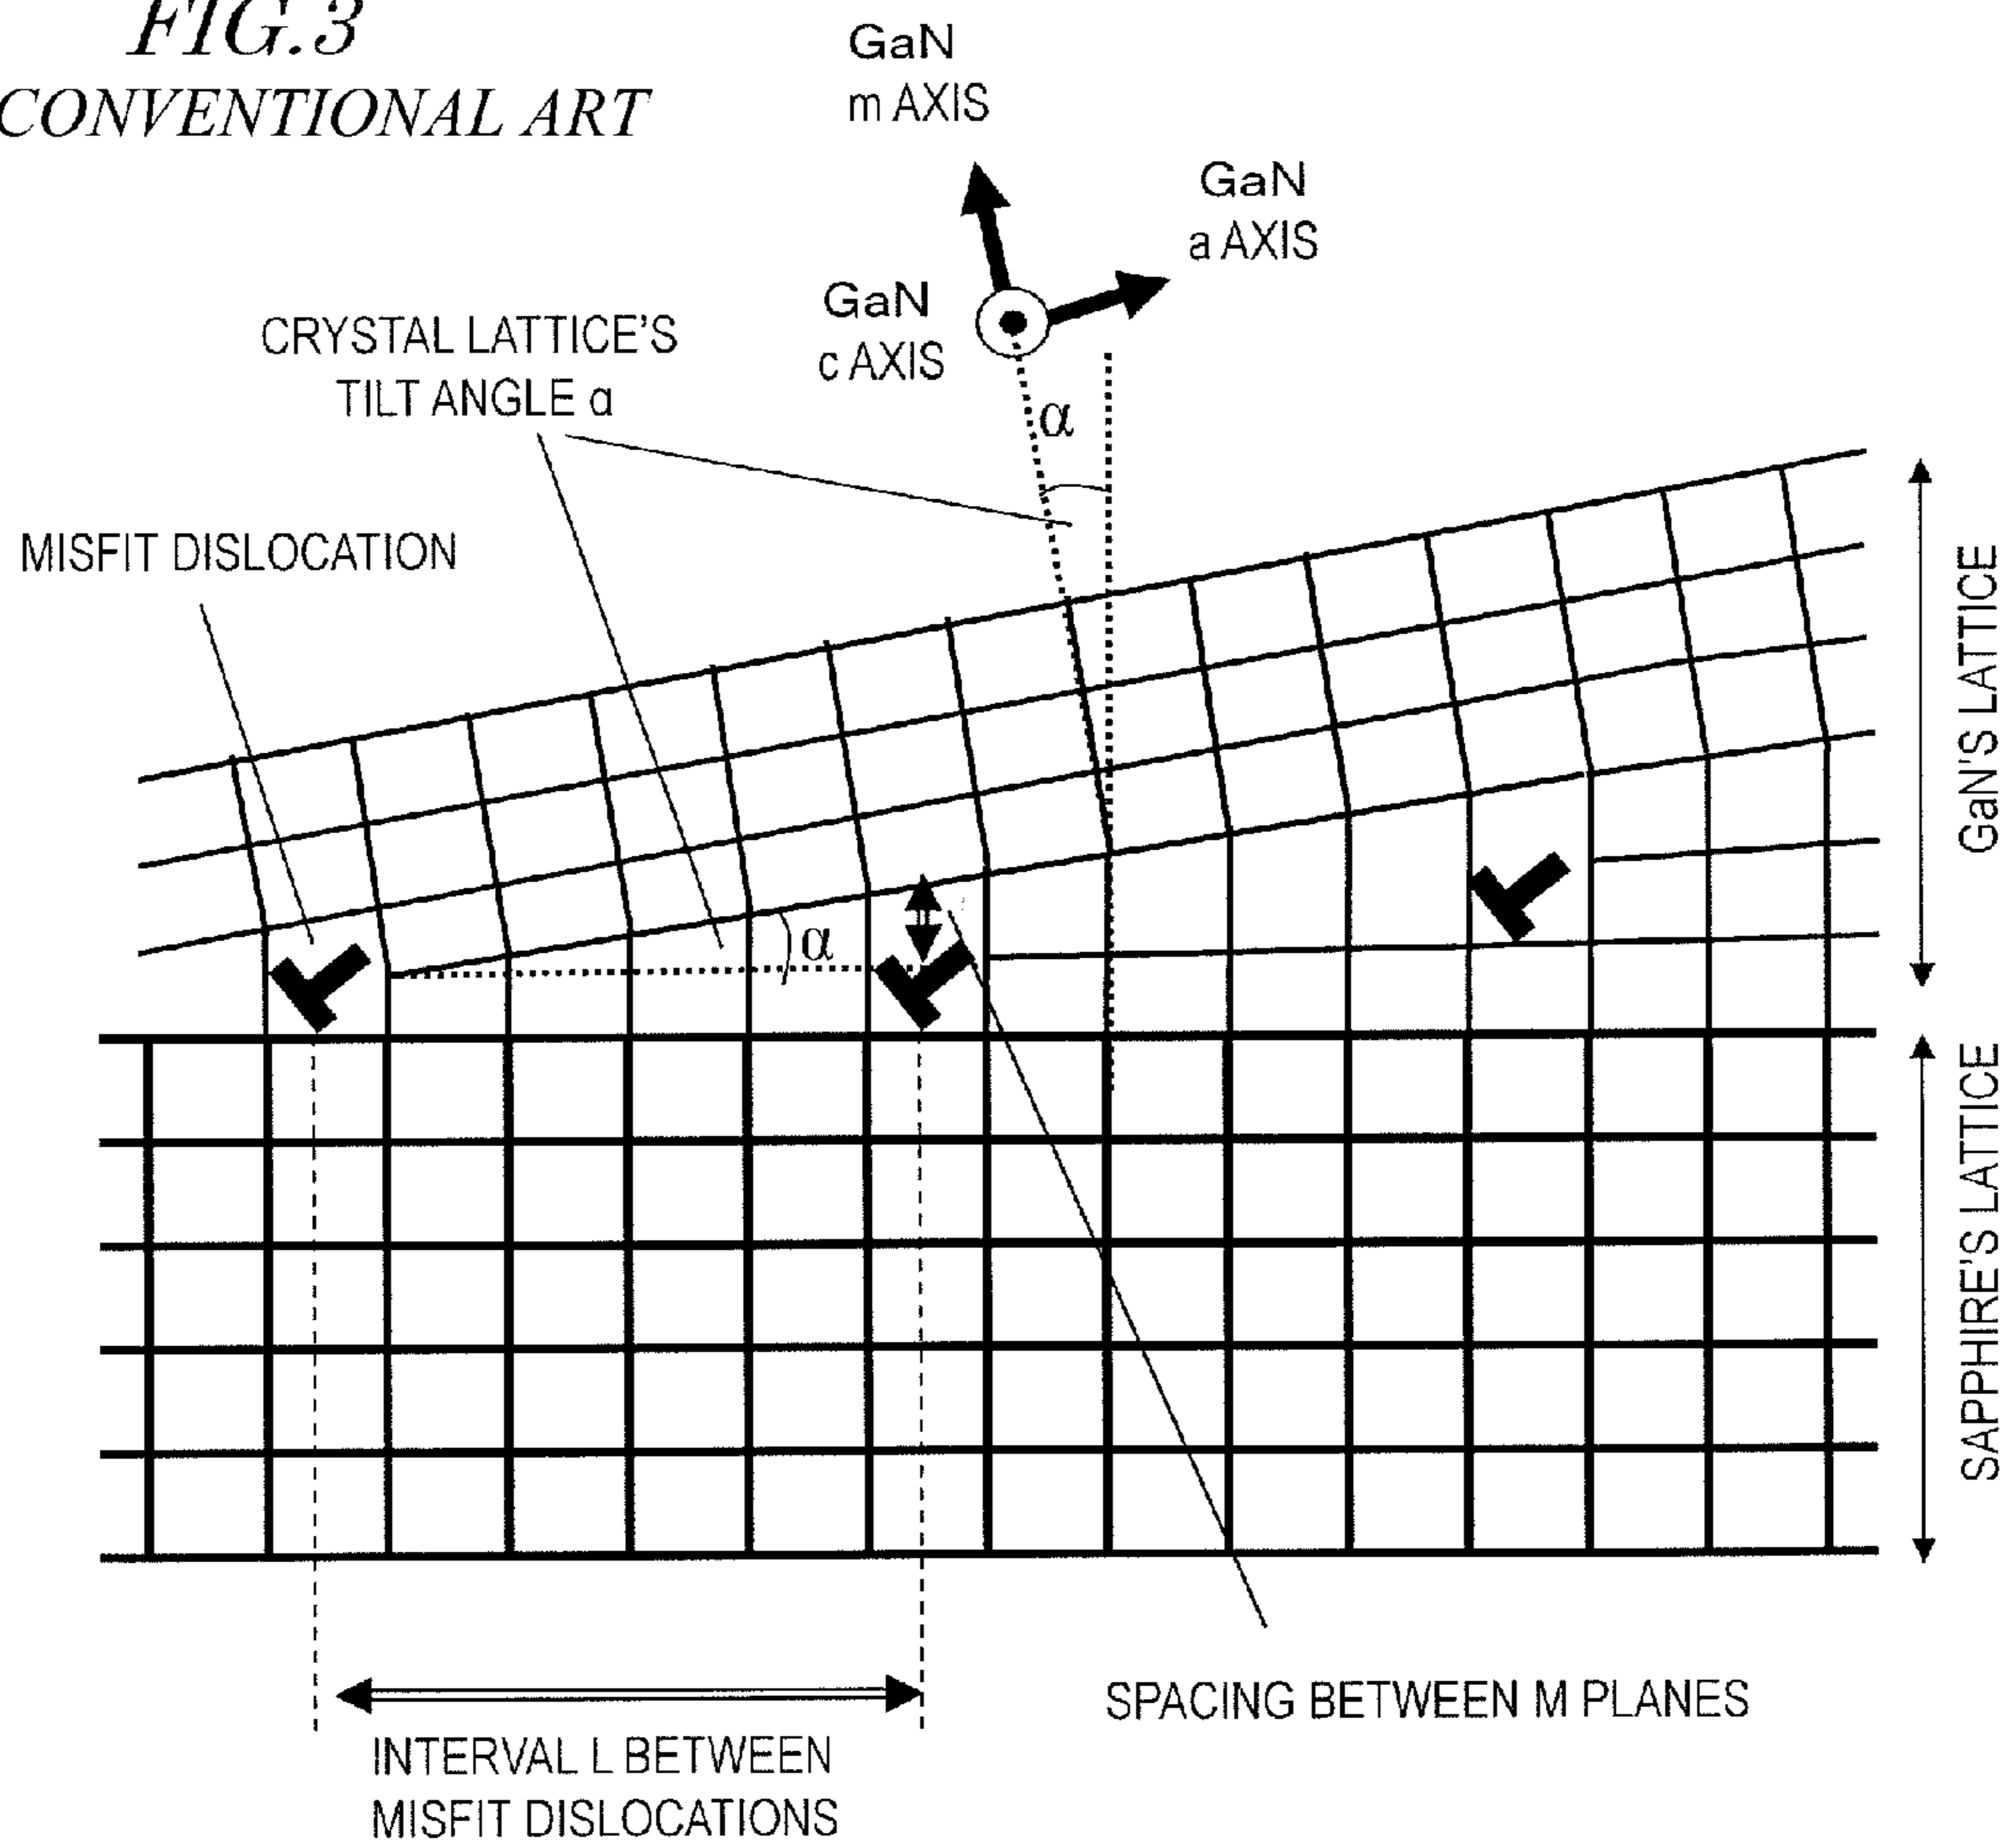 FIG.3
CONVENTIONAL ART
GaN
m AXIS
GaN
a AXIS
GaN
c AXIS
CRYSTAL LATTICE'S
TILT ANGLE α
α
MISFIT DISLOCATION
α
GaN'S LATTICE
SAPPHIRE'S LATTICE
SPACING BETWEEN M PLANES
INTERVAL L BETWEEN
MISFIT DISLOCATIONS